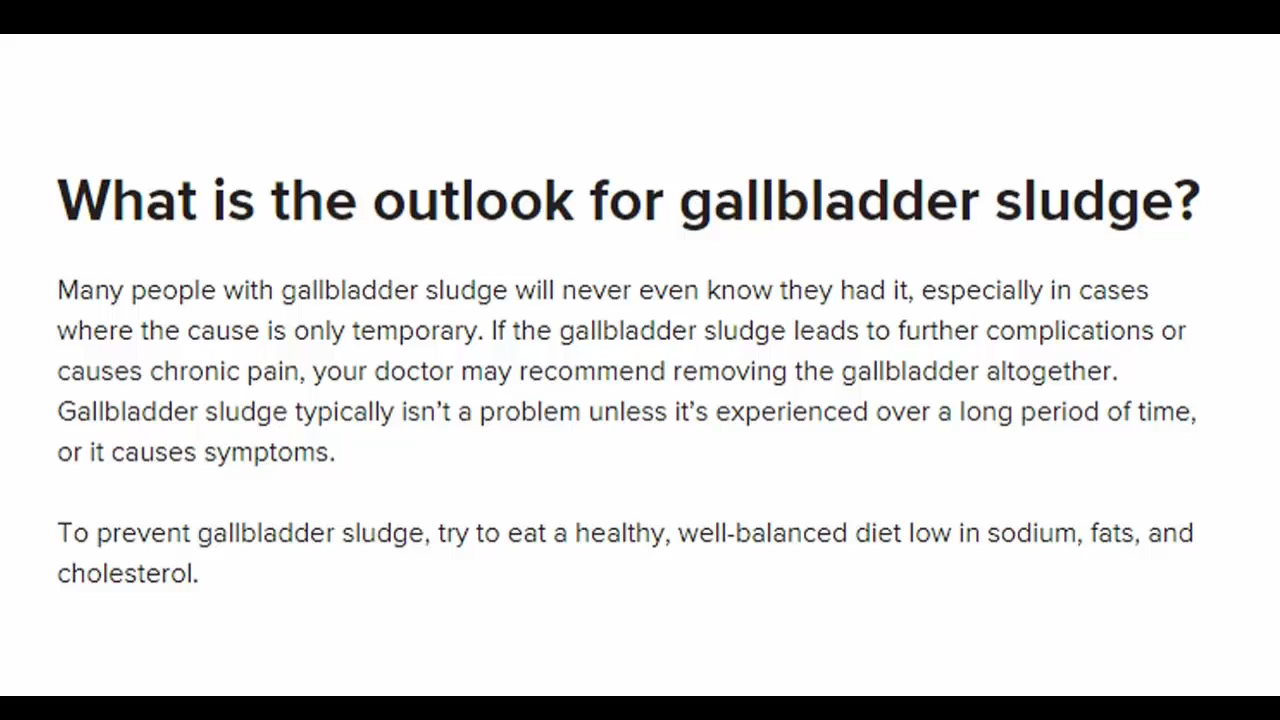 What is the outlook for gallbladder sludge?
Many people with gallbladder sludge will never even know they had it, especially in cases
where the cause is only temporary. If the gallbladder sludge leads to further complications or
causes chronic pain, your doctor may recommend removing the gallbladder altogether.
Gallbladder sludge typically isn’t a problem unless it’s experienced over a long period of time,
or it causes symptoms.
To prevent gallbladder sludge, try to eat a healthy, well-balanced diet low in sodium, fats, and
cholesterol.